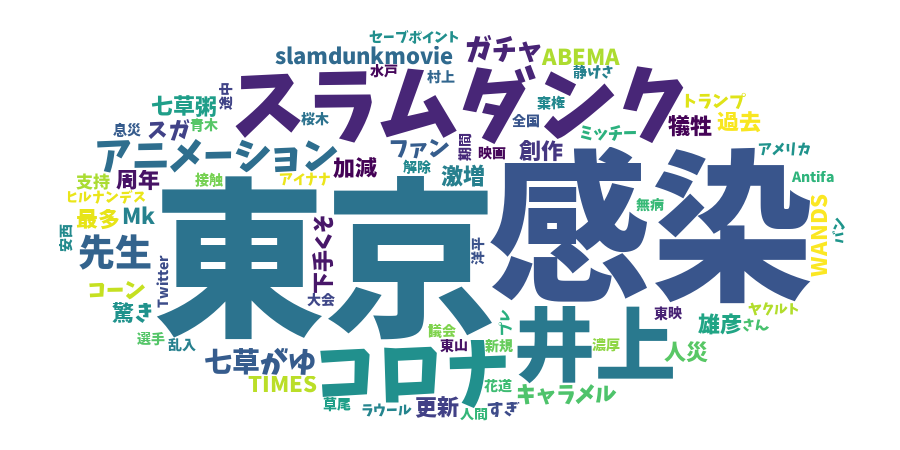 セーブポイント
slamdunkmovie
ガチャ
ABEMA
水戸
村上
静けさ
スラムダンク
七草粥
途中
桜木
棄権
トランプ
息災
スガ
青木
全国
ミッチー
犠牲
過去
アニメーション
加減
ファン
期間
映画
創作
アメリカ
解除
支持
周年
接触
アイナナ
激増
Antifa
ヒルナンデス
東京
感染
無病
最多
Mk
WANDS
バン
安西
先生
下手くそ
Twitter
コーン
大会
驚き
プレ
井上
東映
雄彦
さん
ヤクルト
選手
乱入
議会
東山
新規
濃厚
人災
七草がゆ
コロナ
TIMES
花道
キャラメル
草尾
ラウール
更新
人間
すぎ